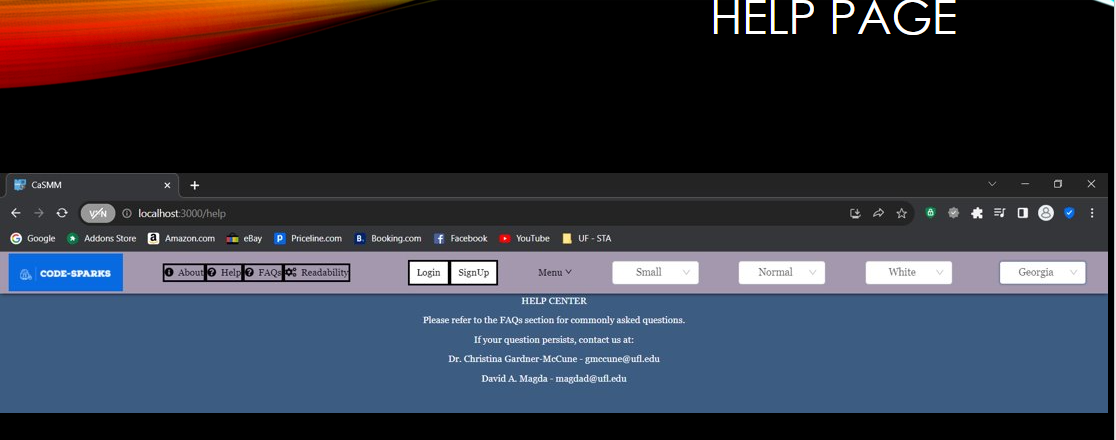 HELP PAGE
CaSMM
localhost:3000/help
Google Addons Store Amazon.com eBay Priceline.com Booking.com Facebook YouTube UF - STA
CODE-SPARKS About Help FAQs Readability Login SignUp Menu Small Normal White Georgia
HELP CENTER
Please refer to the FAQs section for commonly asked questions.
If your question persists, contact us at:
Dr. Christina Gardner-McCune - gmccune@ufl.edu
David A. Magda - magdad@ufl.edu